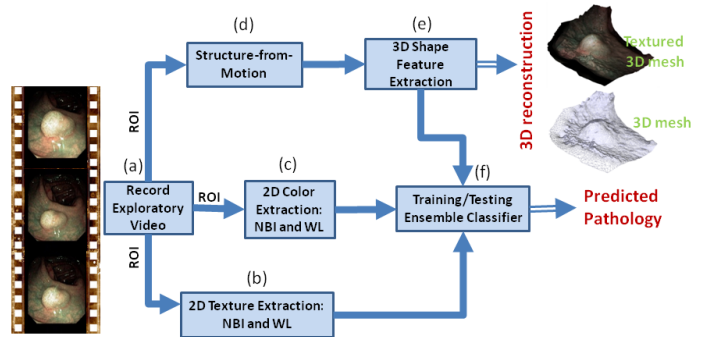 (d)
Structure-from-
Motion
(e)
3D Shape
Feature
Extraction
3D reconstruction
Textured
3D mesh
3D mesh
ROI
(a)
Record
Exploratory
Video
ROI
(c)
2D Color
Extraction:
NBI and WL
(f)
Training/Testing
Ensemble Classifier
Predicted
Pathology
ROI
(b)
2D Texture Extraction:
NBI and WL